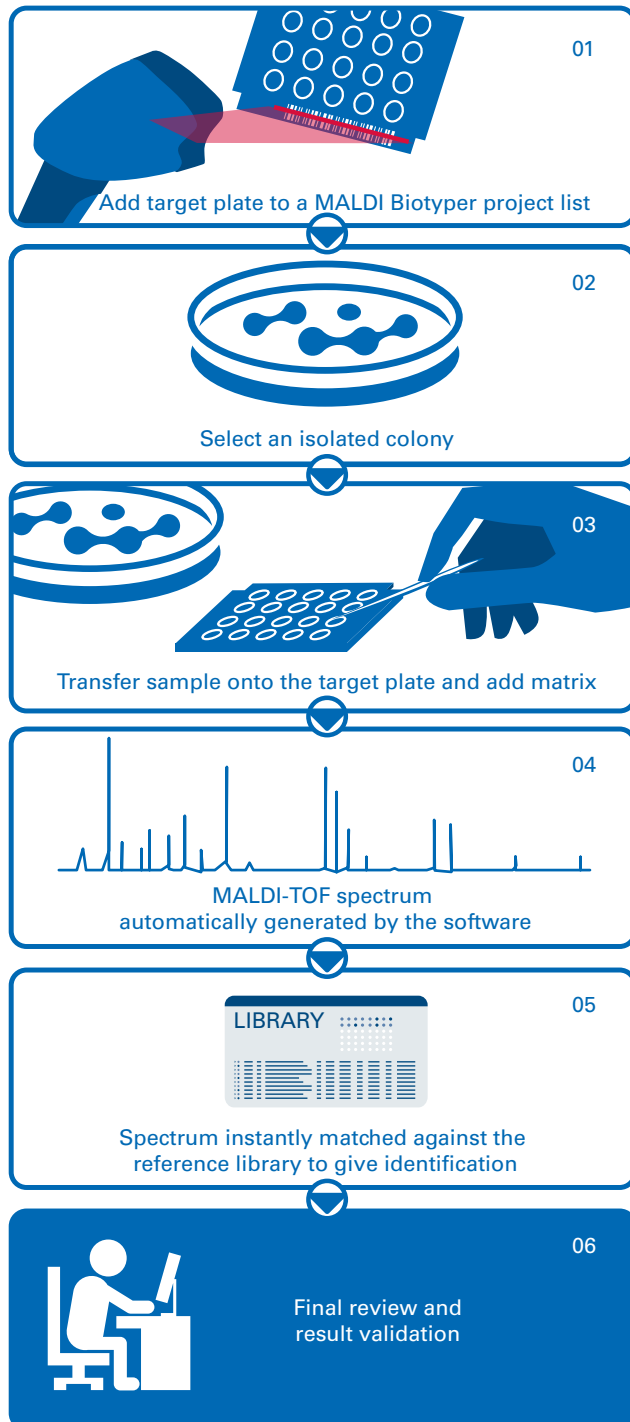 01
Add target plate to a MALDI Biotyper project list
02
Select an isolated colony
03
Transfer sample onto the target plate and add matrix
04
MALDI-TOF spectrum
automatically generated by the software
05
LIBRARY
Spectrum instantly matched against the
reference library to give identification
06
Final review and
result validation